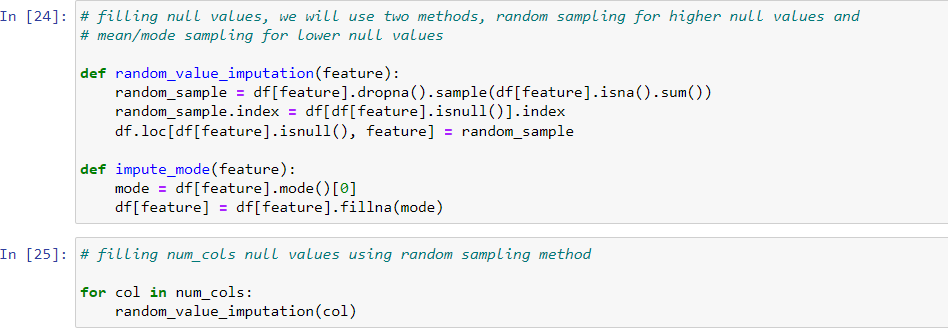 In [24]: # filling null values, we will use two methods, random sampling for higher null values and
# mean/mode sampling for lower null values

def random_value_imputation(feature):
    random_sample = df[feature].dropna().sample(df[feature].isna().sum())
    random_sample.index = df[df[feature].isnull()].index
    df.loc[df[feature].isnull(), feature] = random_sample

def impute_mode(feature):
    mode = df[feature].mode()[0]
    df[feature] = df[feature].fillna(mode)

In [25]: # filling num_cols null values using random sampling method

for col in num_cols:
    random_value_imputation(col)